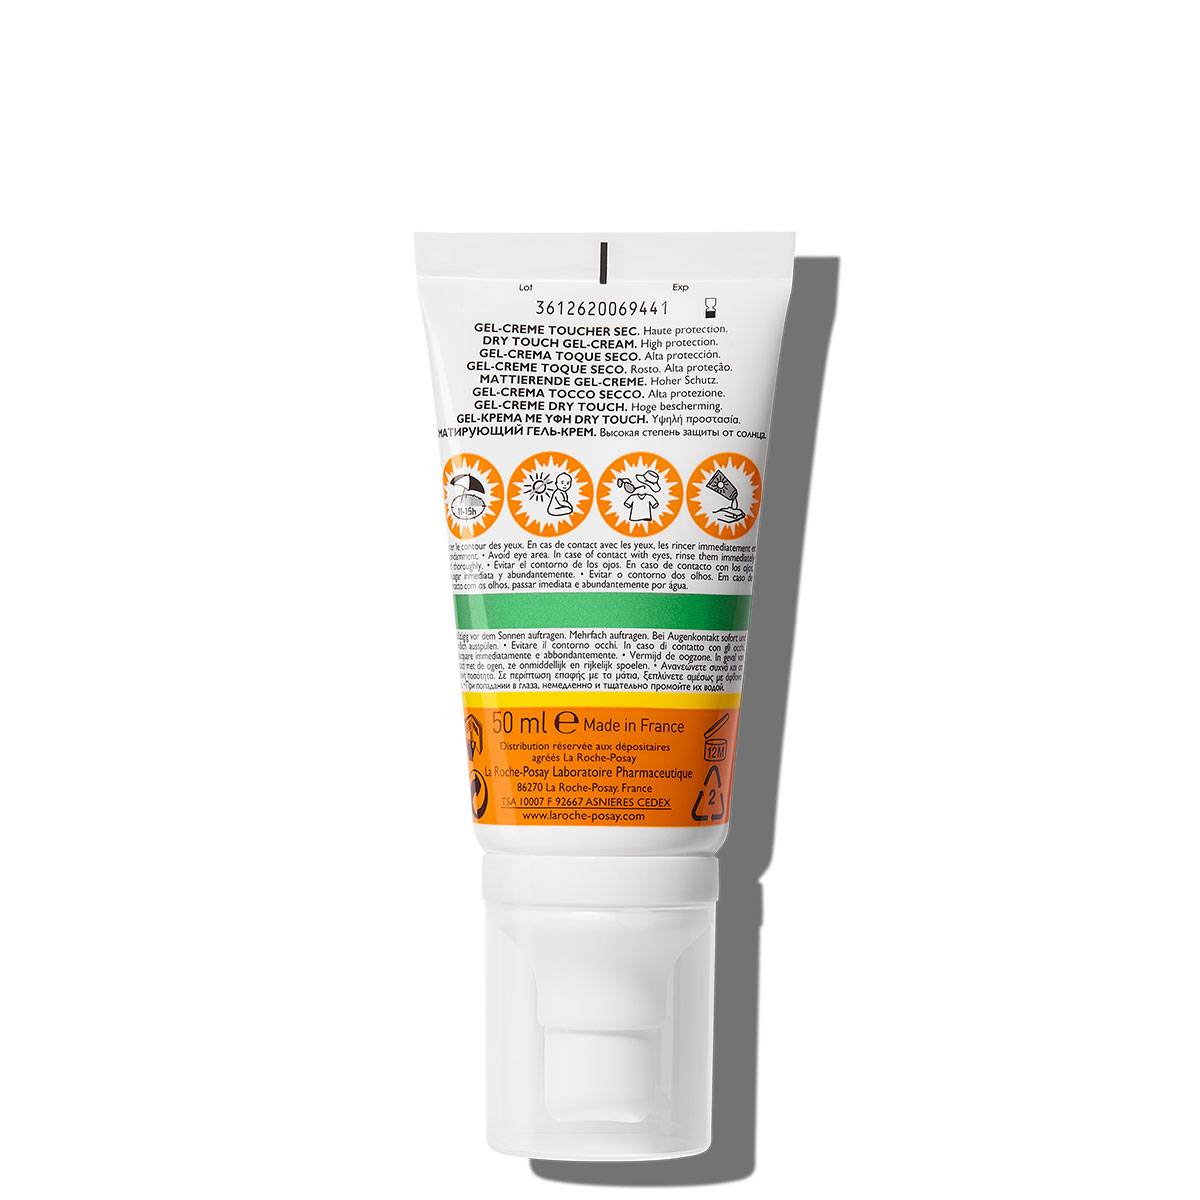 Lot Exp
3612620069441
GEL-CREME TOUCHER SEC. Haute protection.
DRY TOUCH GEL-CREAM. High protection.
GEL-CREMA TOQUE SECO. Alta protección.
GEL-CREME TOQUE SECO. Rosto. Alta proteção.
MATTIERENDE GEL-CREME. Hoher Schutz.
GEL-CREMA TOCCO SECCO. Alta protezione.
GEL-CREME DRY TOUCH. Hoge bescherming.
GEL-ΚΡΕΜΑ ΜΕ ΥΦΗ DRY TOUCH. Υψηλή προστασία.
МАТИРУЮЩИЙ ГЕЛЬ-КРЕМ. Высокая степень защиты от солнца.
11-15h
le contour des yeux. En cas de contact avec les yeux, les rincer immediatement et
• Avoid eye area. In case of contact with eyes, rinse them immediately
thoroughly. • Evitar el contorno de los ojos. En caso de contacto con los ojos,
inmediata y abundantemente. • Evitar o contorno dos olhos. Em caso de
com os olhos, passar imediata e abundantemente por água.
vor dem Sonnen auftragen. Mehrfach auftragen. Bei Augenkontakt sofort und
ausspülen. • Evitare il contorno occhi. In caso di contatto con gli occhi,
immediatamente e abbondantemente. • Vermijd de oogzone. In geval van
met de ogen, ze onmiddellijk en rijkelijk spoelen. • Ανανεώνετε συχνά και σε
ποσότητα. Σε περίπτωση επαφής με τα μάτια, ξεπλύνετε αμέσως με
• При попадании в глаза, немедленно и тщательно промойте их водой.
50 ml e Made in France
Distribution réservée aux dépositaires
agréés La Roche-Posay
La Roche-Posay Laboratoire Pharmaceutique
86270 La Roche-Posay. France
TSA 10007 F 92667 ASNIERES CEDEX
www.laroche-posay.com
12M
2